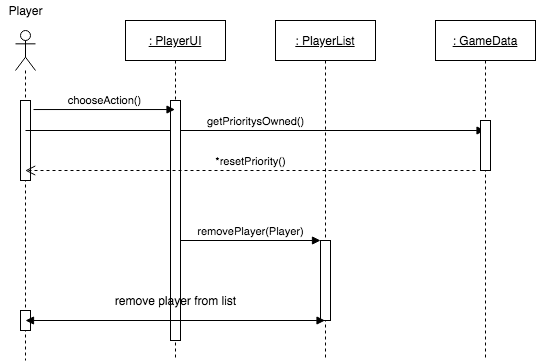 Player
: PlayerUI
: PlayerList
: GameData
chooseAction()
getPrioritysOwned()
*resetPriority()
removePlayer(Player)
remove player from list